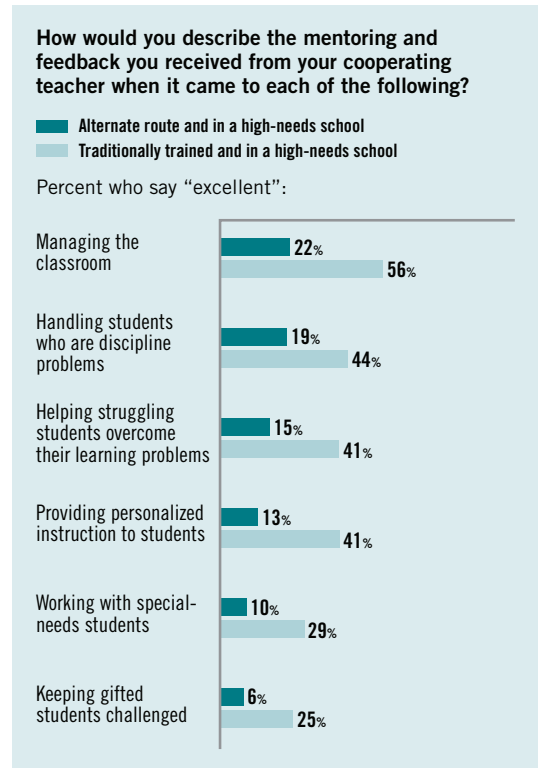 How would you describe the mentoring and
feedback you received from your cooperating
teacher when it came to each of the following?
Alternate route and in a high-needs school
Traditionally trained and in a high-needs school
Percent who say “excellent”:
Managing the
classroom
22%
56%
Handling students
who are discipline
problems
19%
44%
Helping struggling
students overcome
their learning problems
15%
41%
Providing personalized
instruction to students
13%
41%
Working with special-
needs students
10%
29%
Keeping gifted
students challenged
6%
25%